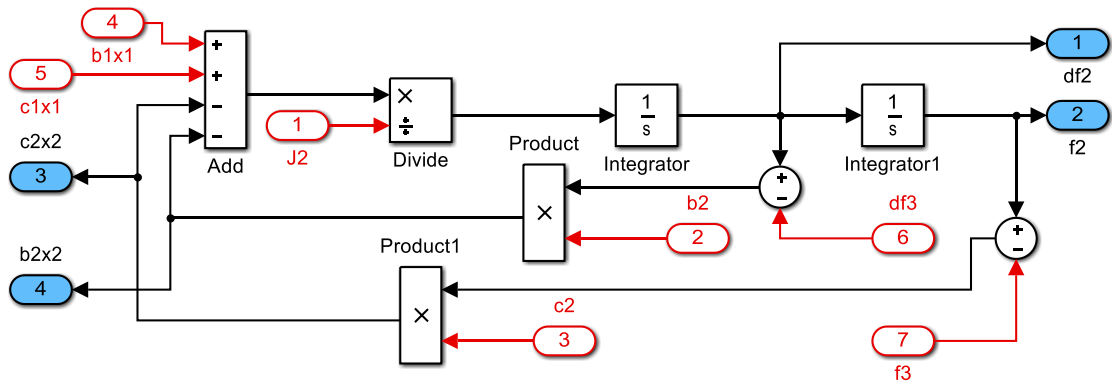 4
b1x1
5
c1x1
c2x2
3
b2x2
4
+
+
−
−
Add
1
J2
×
÷
Divide
1
s
Integrator
1
s
Integrator1
1
df2
2
f2
Product
×
b2
2
+
−
df3
6
+
−
Product1
×
c2
3
7
f3